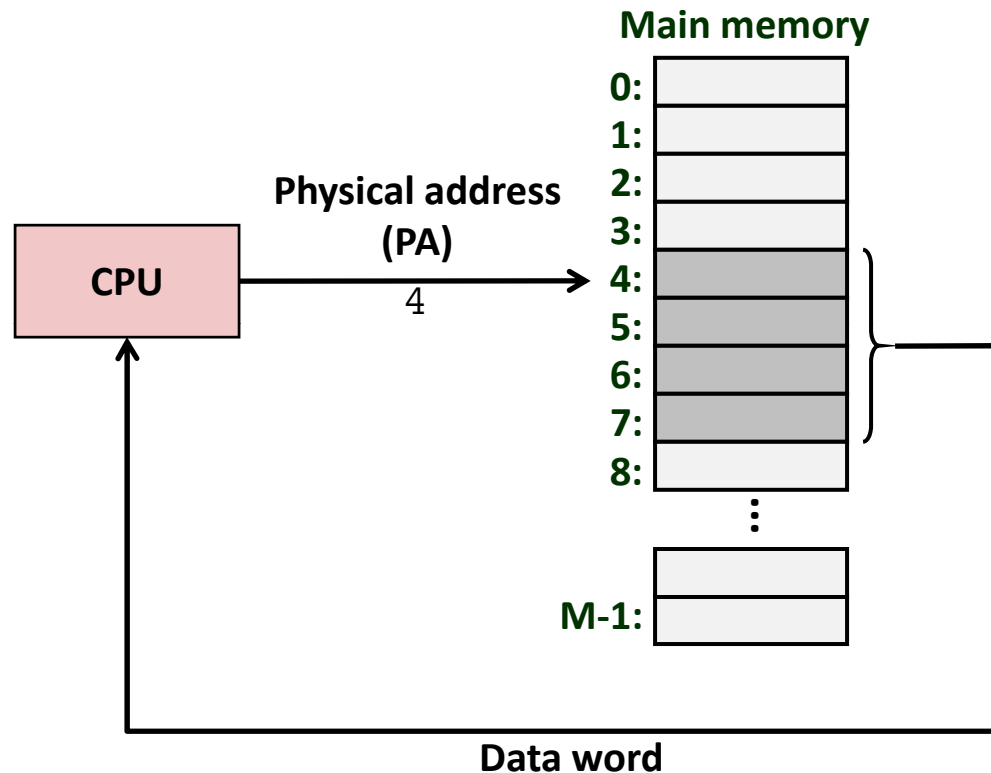 Main memory
0:
1:
2:
Physical address
(PA)
3:
CPU
4
4:
5:
6:
7:
8:
⋮
M-1:
Data word